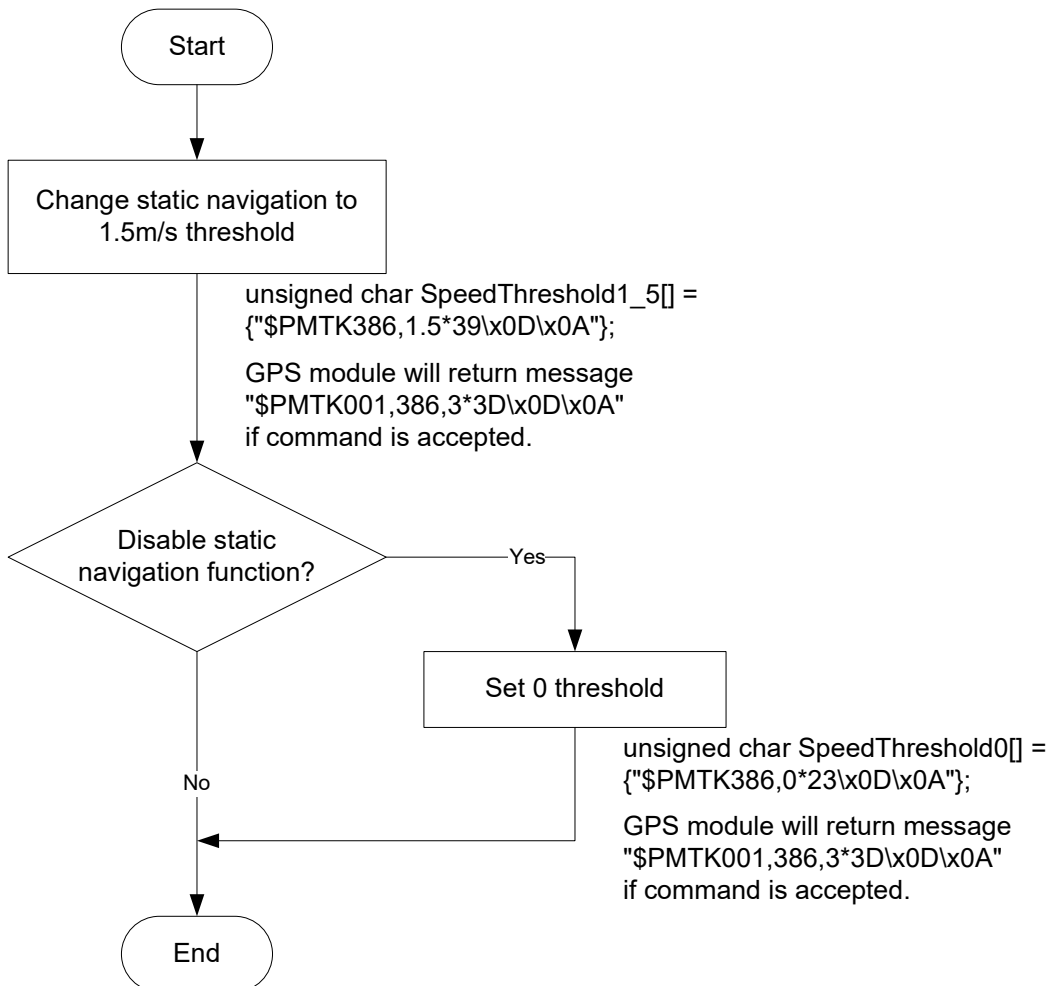 Start
Change static navigation to
1.5m/s threshold
unsigned char SpeedThreshold1_5[] =
{"$PMTK386,1.5*39\x0D\x0A"};
GPS module will return message
"$PMTK001,386,3*3D\x0D\x0A"
if command is accepted.
Disable static
navigation function?
Yes
Set 0 threshold
unsigned char SpeedThreshold0[] =
{"$PMTK386,0*23\x0D\x0A"};
No
GPS module will return message
"$PMTK001,386,3*3D\x0D\x0A"
if command is accepted.
End